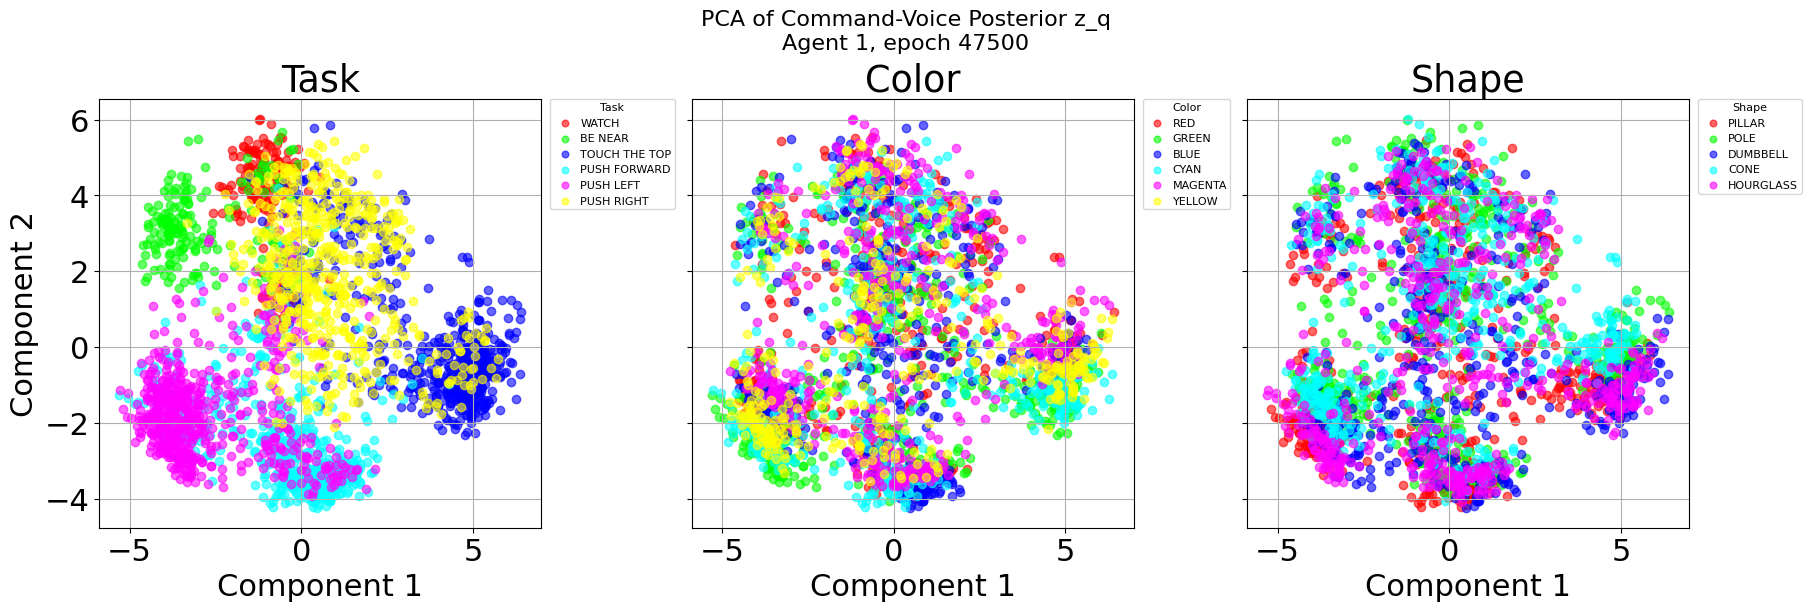 PCA of Command-Voice Posterior z_q
Agent 1, epoch 47500
Task
Color
Shape
Task
WATCH
BE NEAR
TOUCH THE TOP
PUSH FORWARD
PUSH LEFT
PUSH RIGHT
Color
RED
GREEN
BLUE
CYAN
MAGENTA
YELLOW
Shape
PILLAR
POLE
DUMBBELL
CONE
HOURGLASS
Component 2
6
4
2
0
−2
−4
−5 0 5
−5 0 5
−5 0 5
Component 1
Component 1
Component 1